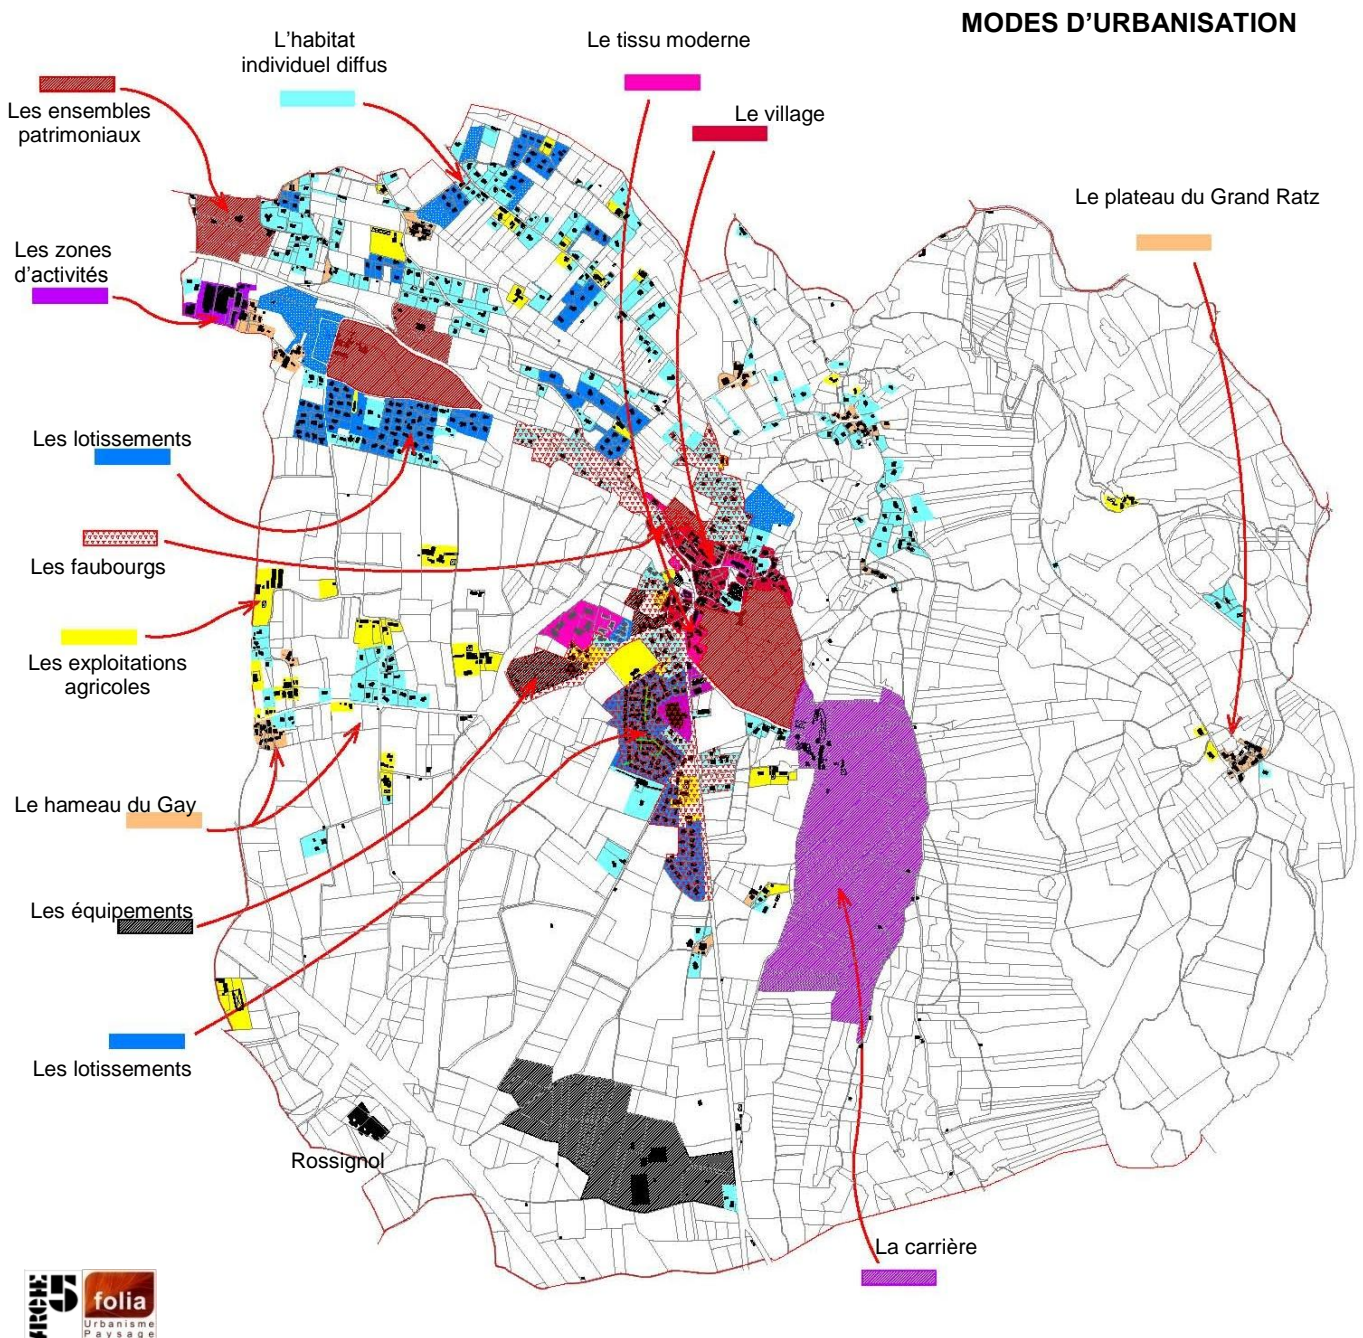 MODES D'URBANISATION
L'habitat
individuel diffus
Le tissu moderne
Les ensembles
patrimoniaux
Le village
Le plateau du Grand Ratz
Les zones
d'activités
Les lotissements
Les faubourgs
Les exploitations
agricoles
Le hameau du Gay
Les équipements
Les lotissements
Rossignol
La carrière
ARCHE 5
folia
Urbanisme
Paysage